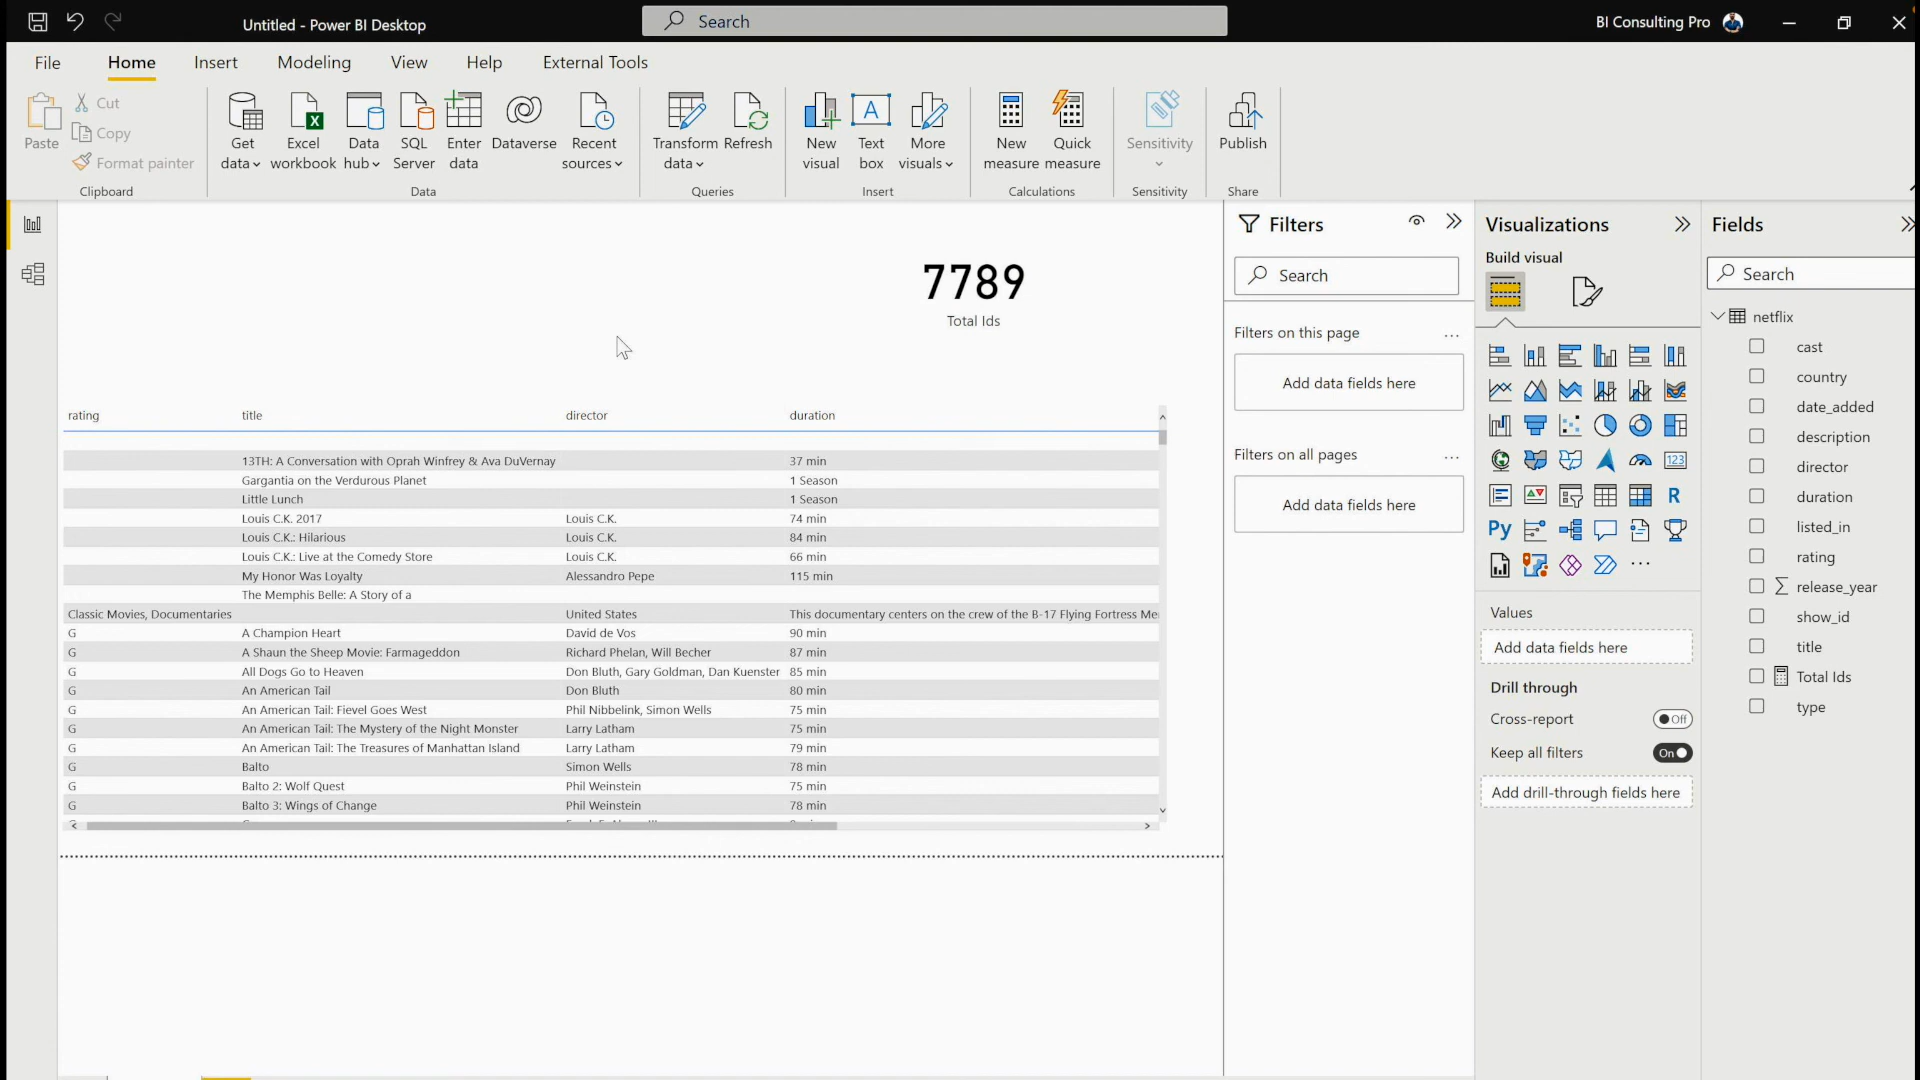 Untitled - Power BI Desktop
Search
BI Consulting Pro
File Home Insert Modeling View Help External Tools
Paste
Cut
Copy
Format painter
Clipboard
Get data
Excel workbook
Data hub
SQL Server
Enter data
Dataverse
Recent sources
Data
Transform data
Refresh
Queries
New visual
Text box
More visuals
Insert
New measure
Quick measure
Calculations
Sensitivity
Sensitivity
Publish
Share
7789
Total Ids
rating title director duration
13TH: A Conversation with Oprah Winfrey & Ava DuVernay 37 min
Gargantia on the Verdurous Planet 1 Season
Little Lunch 1 Season
Louis C.K. 2017 Louis C.K. 74 min
Louis C.K.: Hilarious Louis C.K. 84 min
Louis C.K.: Live at the Comedy Store Louis C.K. 66 min
My Honor Was Loyalty Alessandro Pepe 115 min
The Memphis Belle: A Story of a
Classic Movies, Documentaries United States This documentary centers on the crew of the B-17 Flying Fortress Me
G A Champion Heart David de Vos 90 min
G A Shaun the Sheep Movie: Farmageddon Richard Phelan, Will Becher 87 min
G All Dogs Go to Heaven Don Bluth, Gary Goldman, Dan Kuenster 85 min
G An American Tail Don Bluth 80 min
G An American Tail: Fievel Goes West Phil Nibbelink, Simon Wells 75 min
G An American Tail: The Mystery of the Night Monster Larry Latham 75 min
G An American Tail: The Treasures of Manhattan Island Larry Latham 79 min
G Balto Simon Wells 78 min
G Balto 2: Wolf Quest Phil Weinstein 75 min
G Balto 3: Wings of Change Phil Weinstein 78 min
Filters
Search
Filters on this page ...
Add data fields here
Filters on all pages ...
Add data fields here
Visualizations
Build visual
123
R
Py
...
Values
Add data fields here
Drill through
Cross-report Off
Keep all filters On
Add drill-through fields here
Fields
Search
netflix
cast
country
date_added
description
director
duration
listed_in
rating
release_year
show_id
title
Total Ids
type